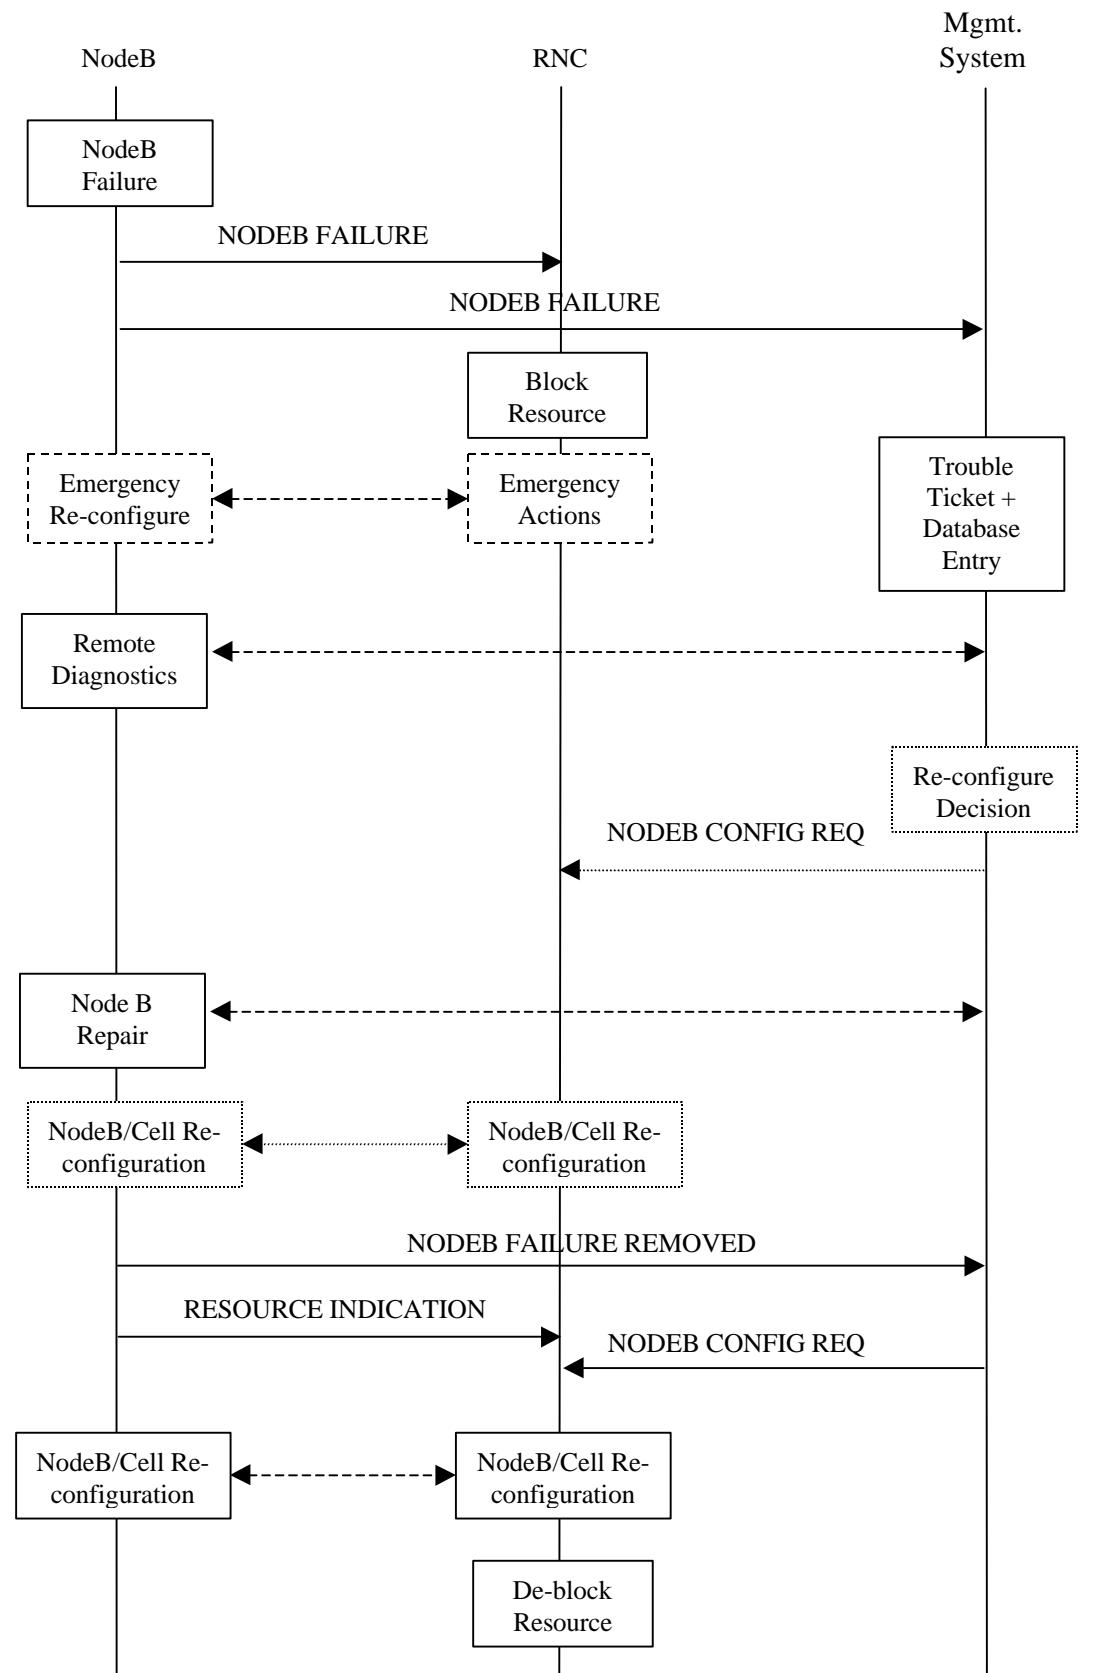 Mgmt.
System
NodeB
RNC
NodeB
Failure
NODEB FAILURE
NODEB FAILURE
Block
Resource
Emergency
Re-configure
Emergency
Actions
Trouble
Ticket +
Database
Entry
Remote
Diagnostics
Re-configure
Decision
NODEB CONFIG REQ
Node B
Repair
NodeB/Cell Re-
configuration
NodeB/Cell Re-
configuration
NODEB FAILURE REMOVED
RESOURCE INDICATION
NODEB CONFIG REQ
NodeB/Cell Re-
configuration
NodeB/Cell Re-
configuration
De-block
Resource